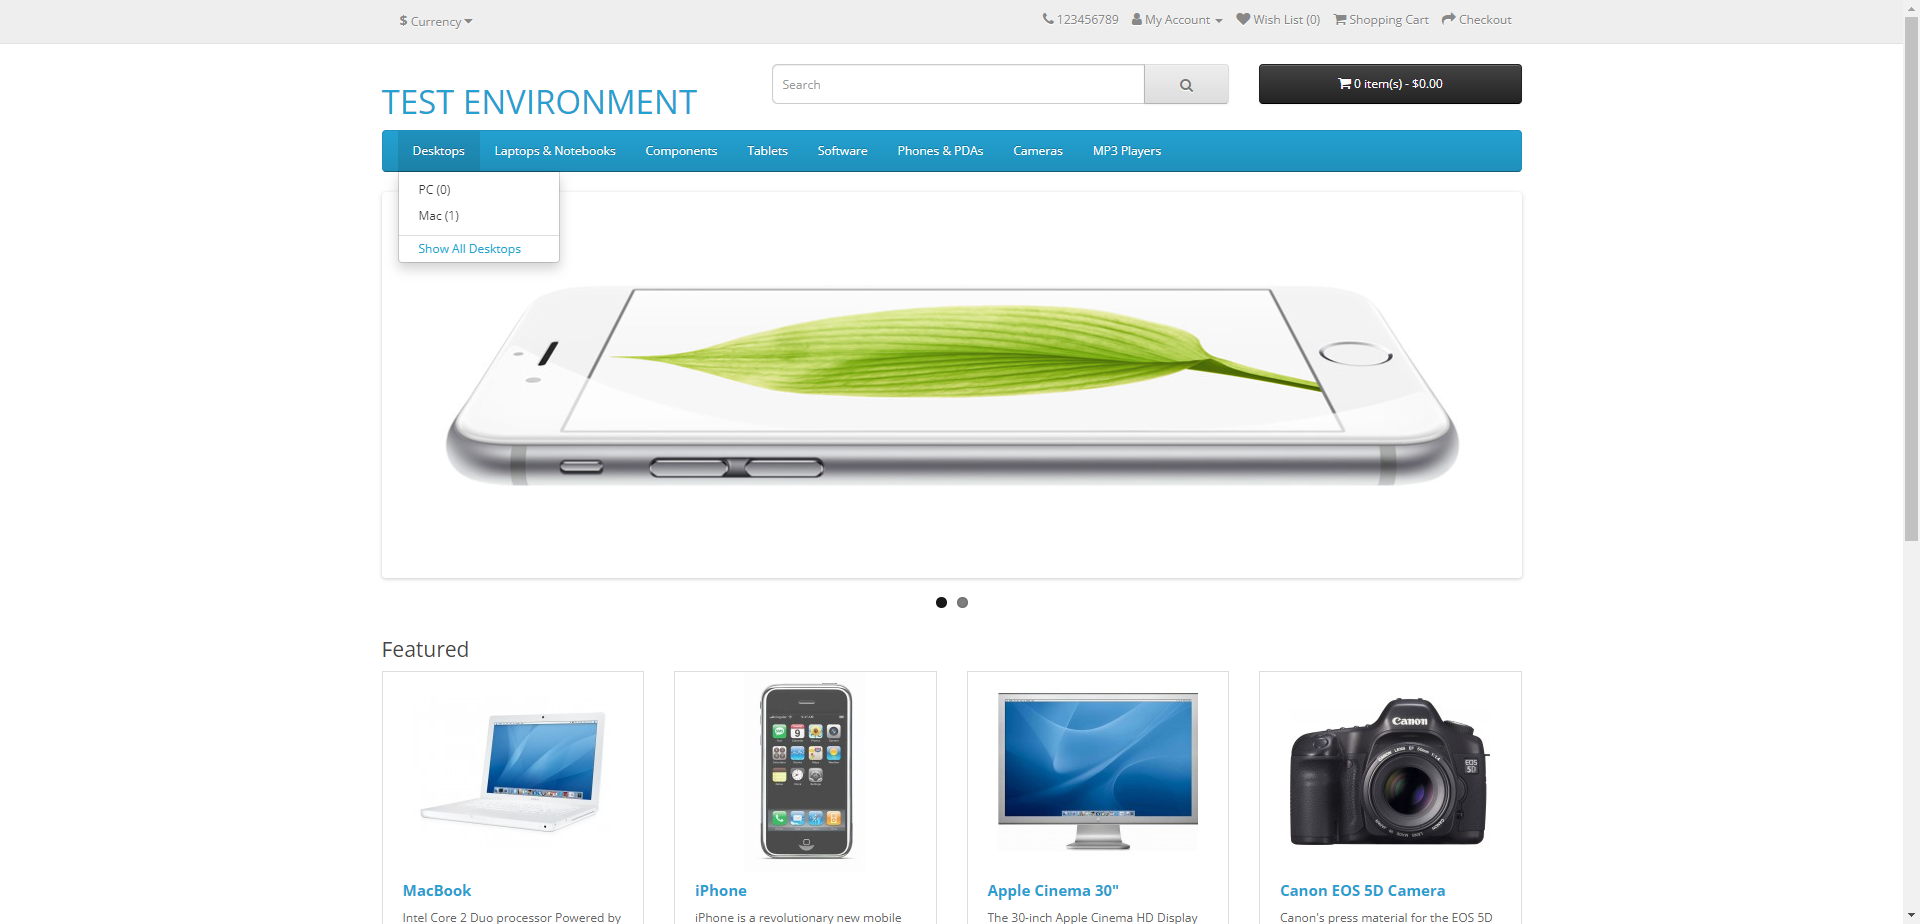 $ Currency
123456789 My Account Wish List (0) Shopping Cart Checkout
TEST ENVIRONMENT
Search
0 item(s) - $0.00
Desktops Laptops & Notebooks Components Tablets Software Phones & PDAs Cameras MP3 Players
PC (0)
Mac (1)
Show All Desktops
Featured
Canon
EOS
5D
MacBook
Intel Core 2 Duo processor Powered by
iPhone
iPhone is a revolutionary new mobile
Apple Cinema 30"
The 30-inch Apple Cinema HD Display
Canon EOS 5D Camera
Canon's press material for the EOS 5D